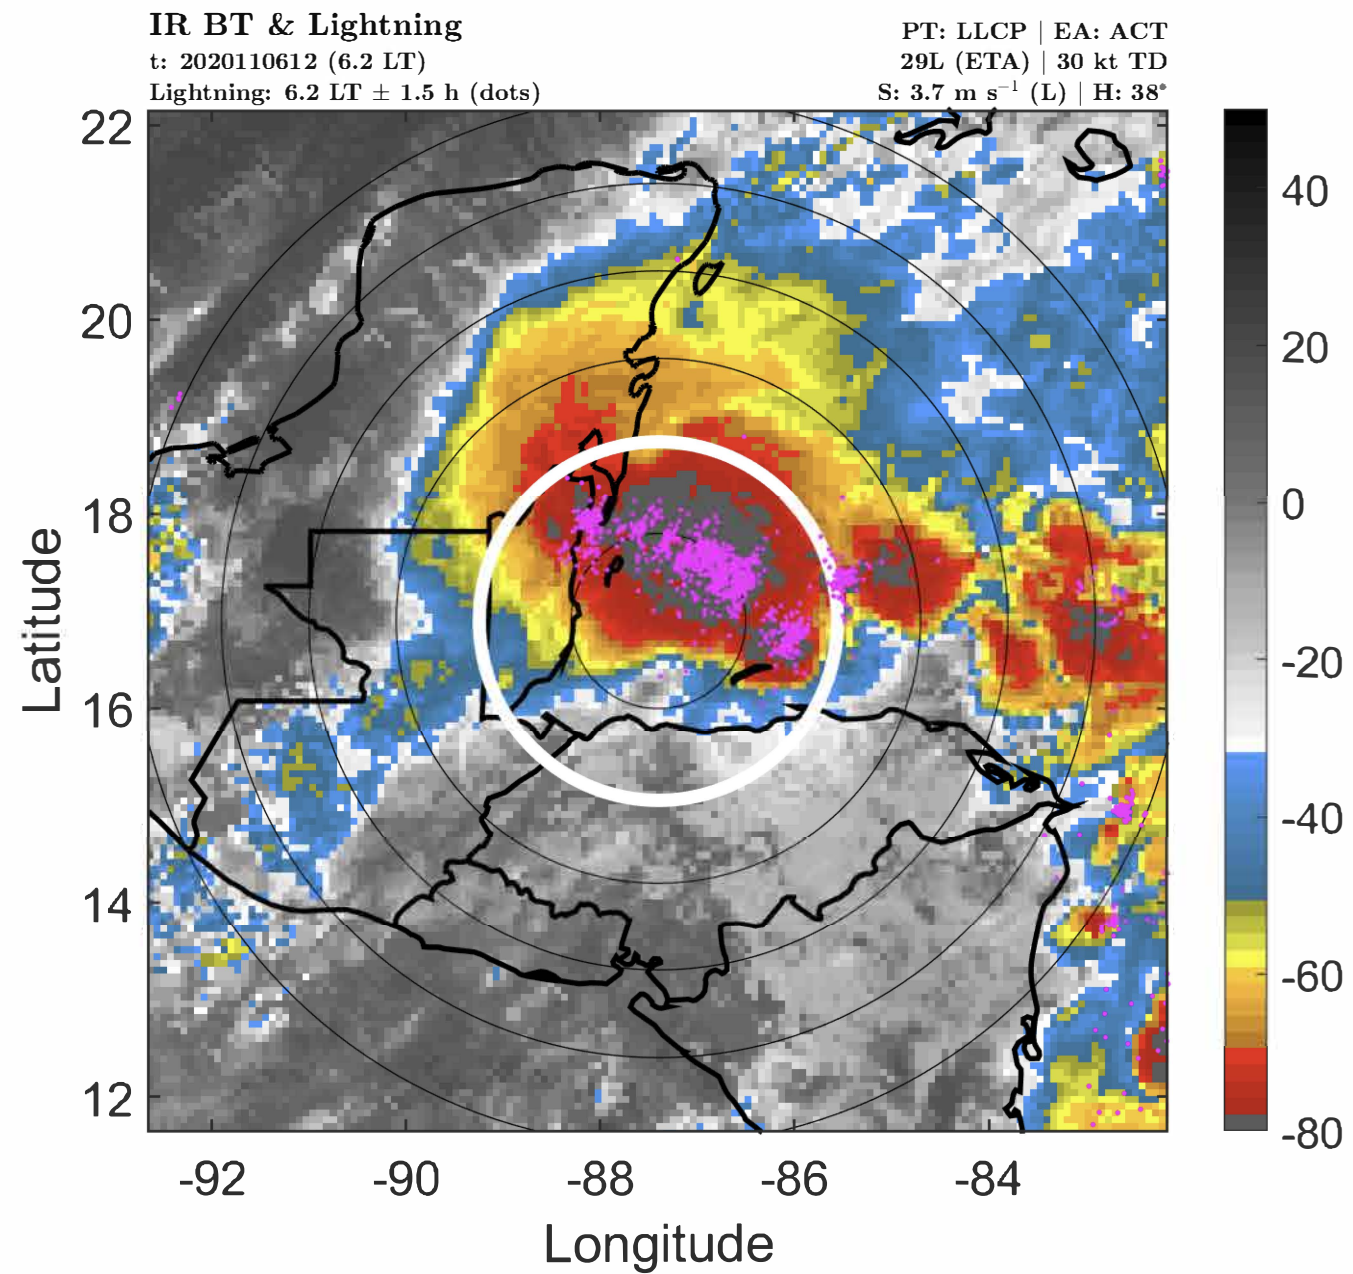 IR BT & Lightning
t: 2020110612 (6.2 LT)
Lightning: 6.2 LT ± 1.5 h (dots)
PT: LLCP | EA: ACT
29L (ETA) | 30 kt TD
S: 3.7 m s⁻¹ (L) | H: 38°
22
20
18
16
14
12
Latitude
-92
-90
-88
-86
-84
Longitude
40
20
0
-20
-40
-60
-80